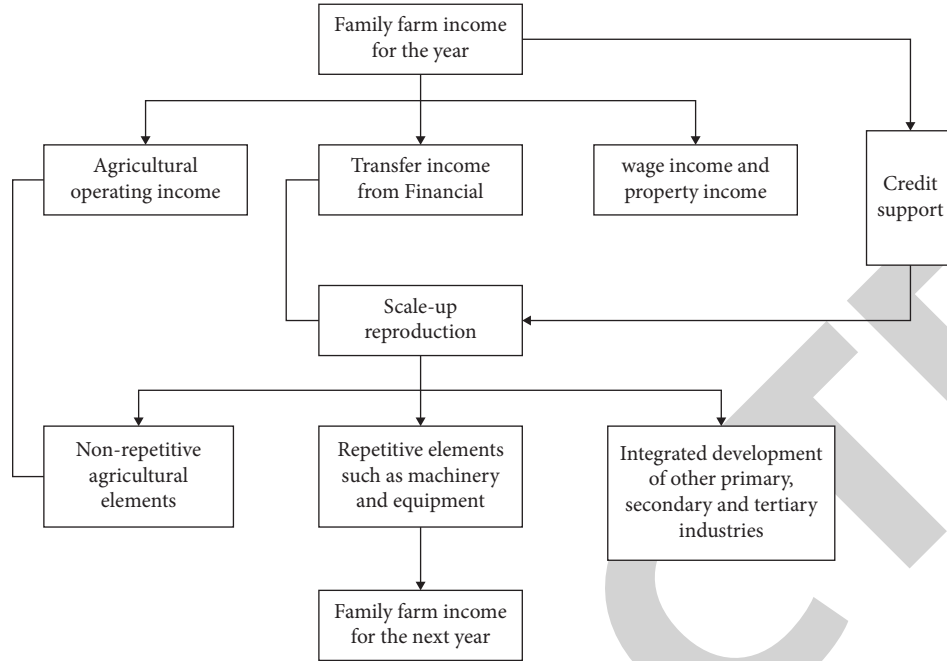 Family farm income
for the year
Agricultural
operating income
Transfer income
from Financial
wage income and
property income
Credit
support
Scale-up
reproduction
Non-repetitive
agricultural
elements
Repetitive elements
such as machinery
and equipment
Integrated development
of other primary,
secondary and tertiary
industries
Family farm income
for the next year